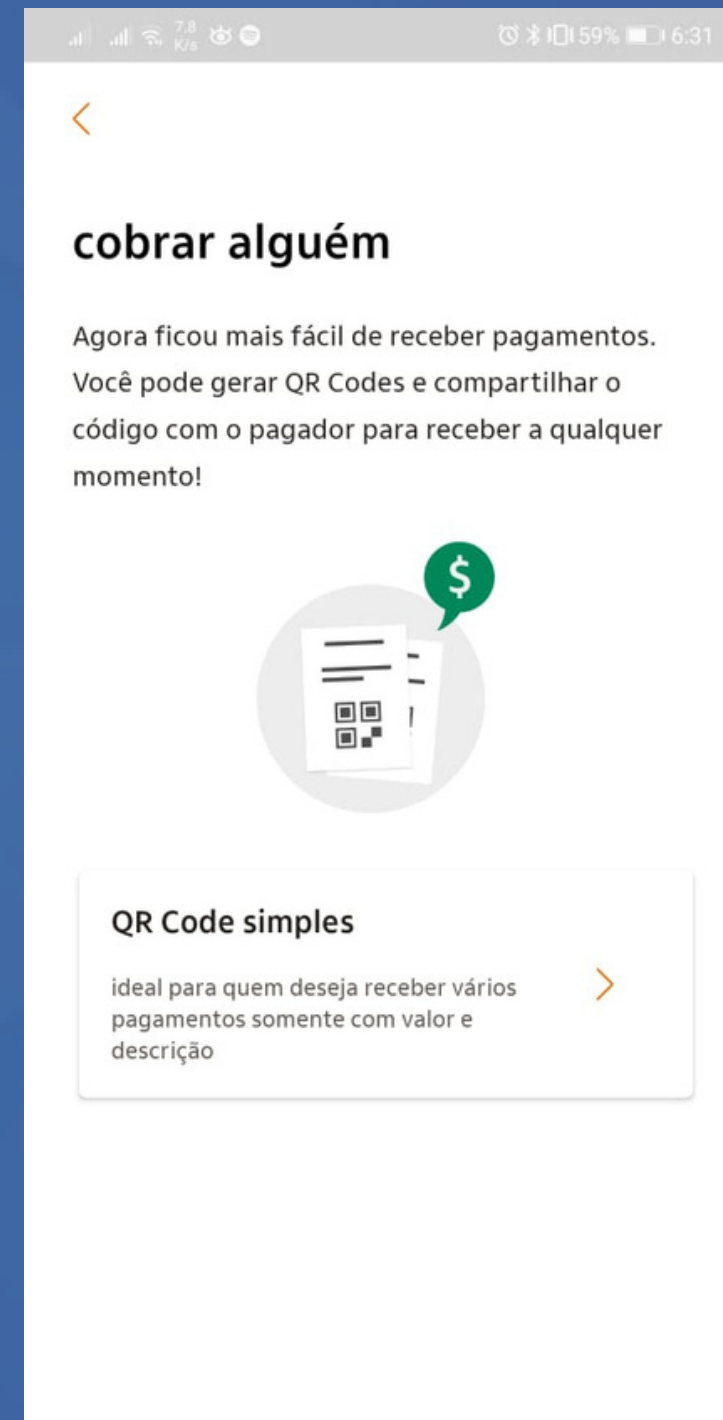 7.8
K/s
59%
6:31
cobrar alguém
Agora ficou mais fácil de receber pagamentos.
Você pode gerar QR Codes e compartilhar o
código com o pagador para receber a qualquer
momento!
$
QR Code simples
ideal para quem deseja receber vários
pagamentos somente com valor e
descrição